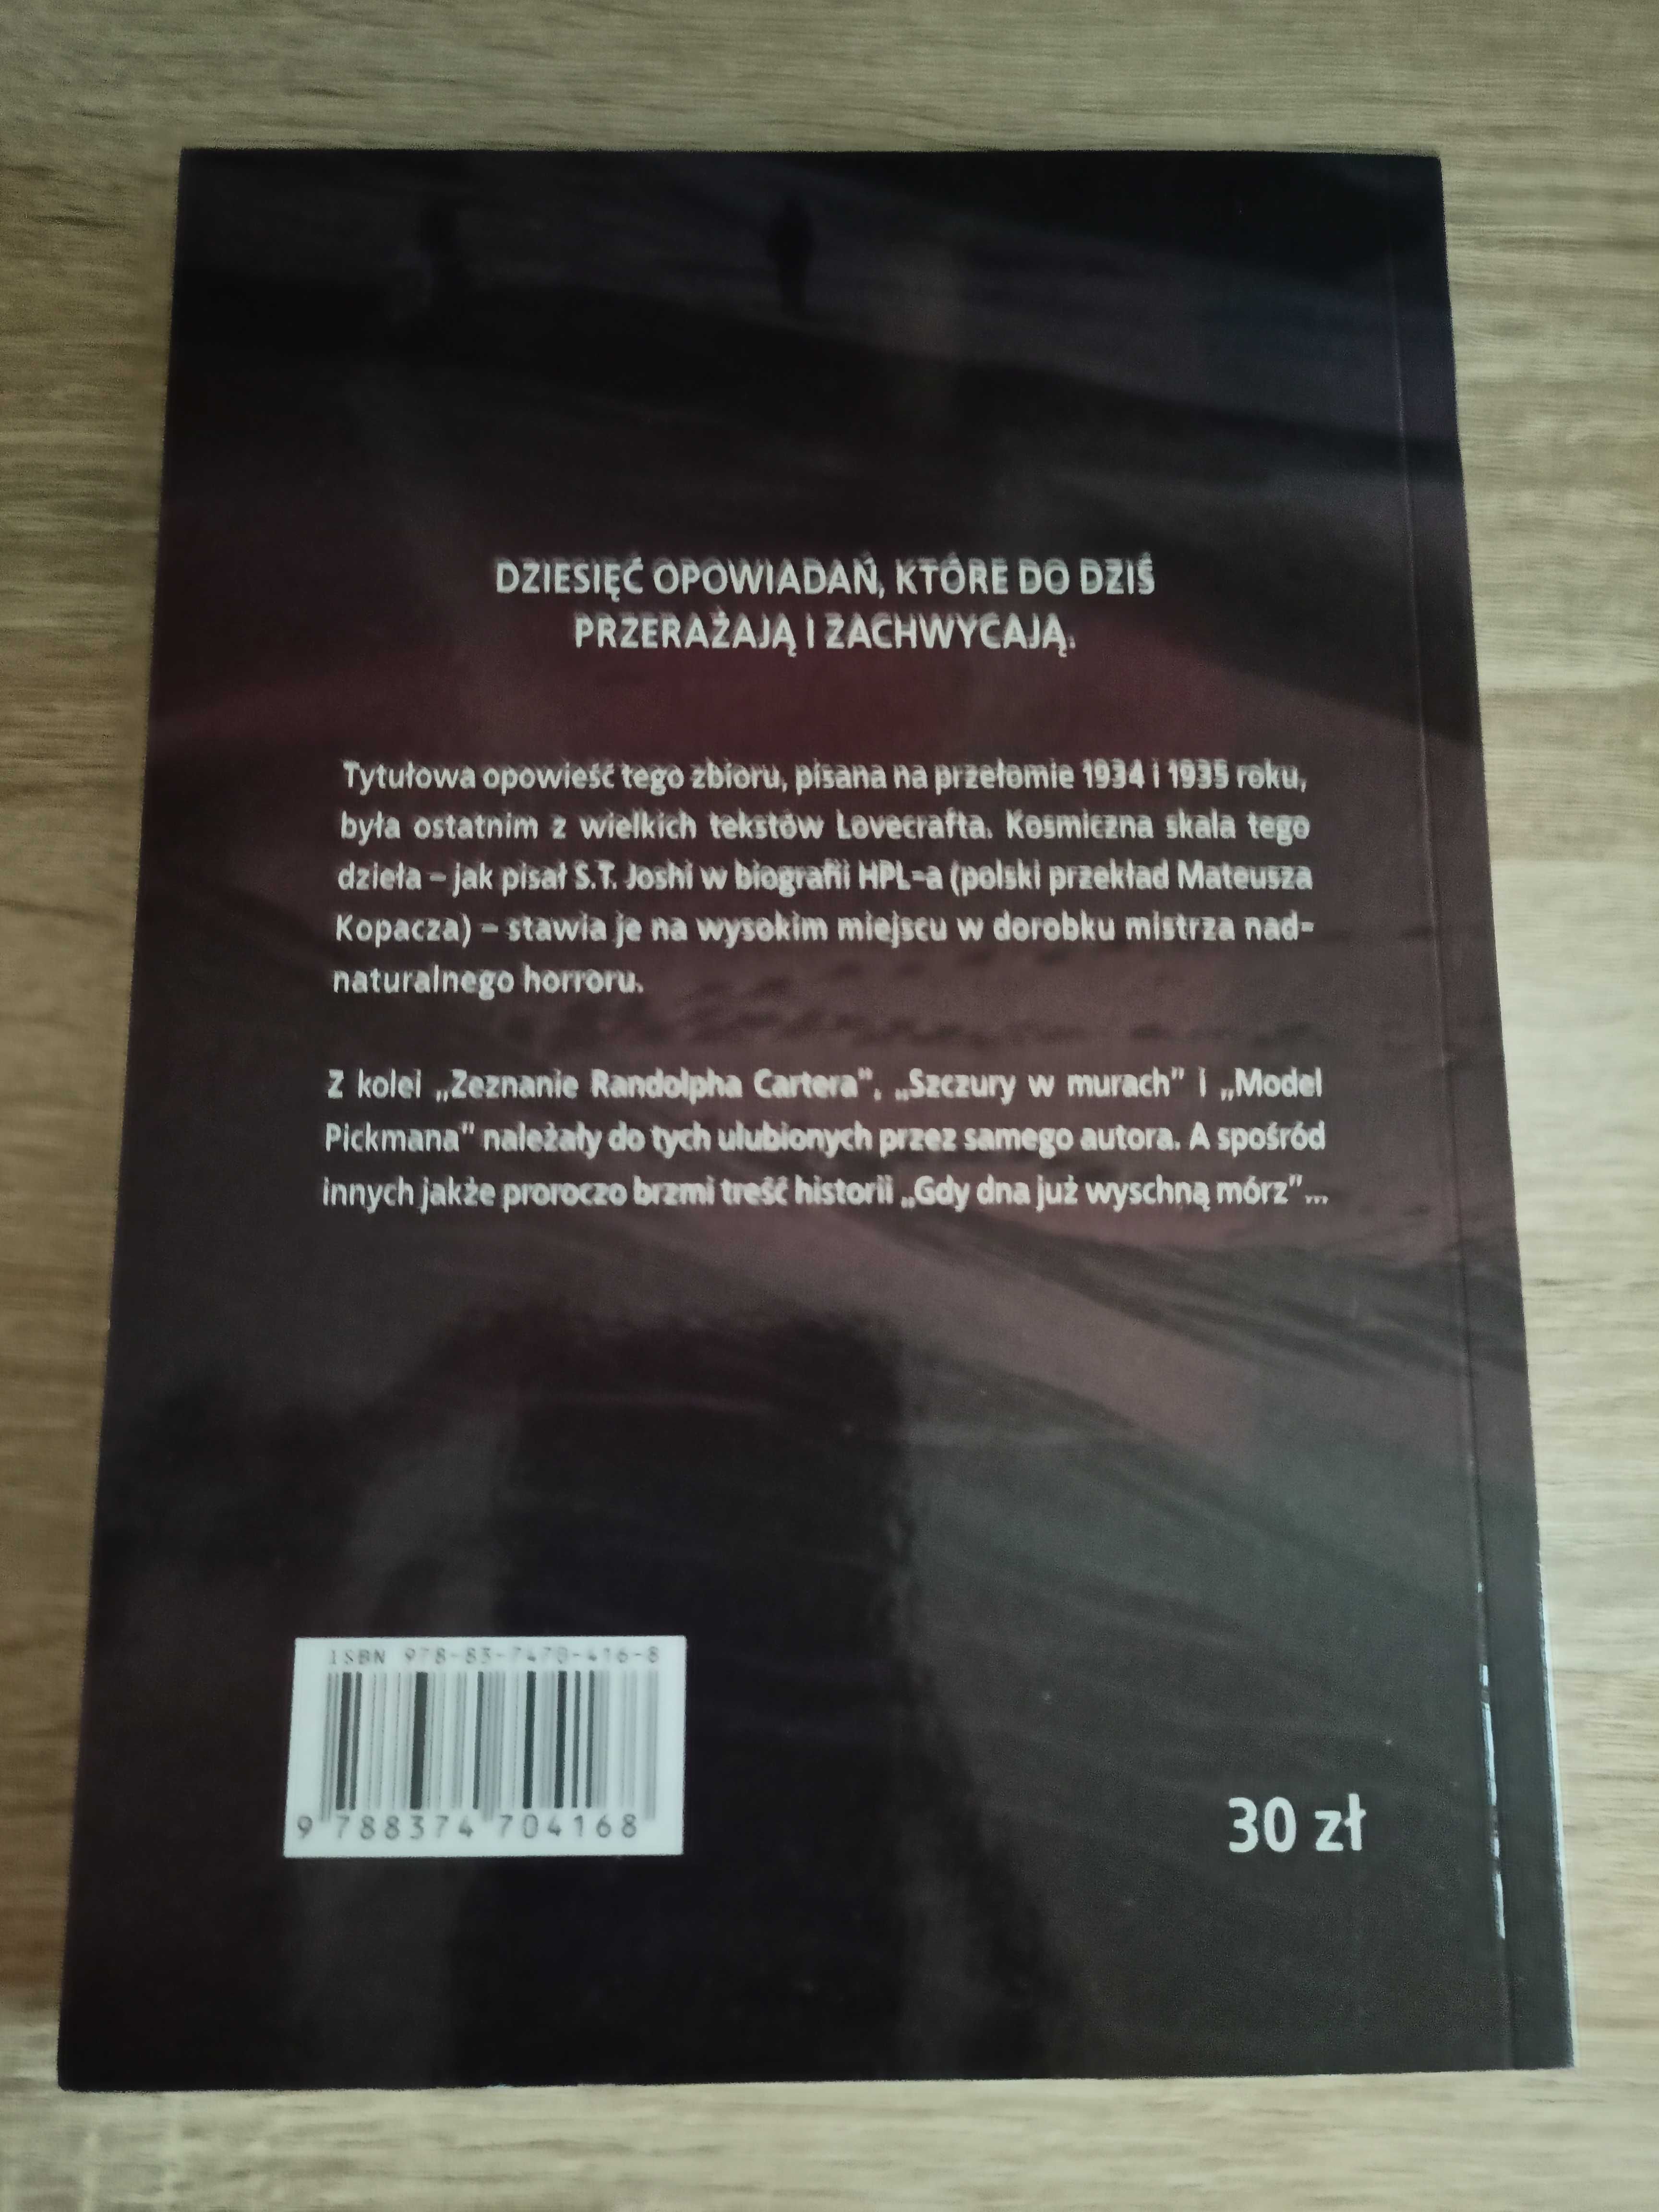 DZIESIĘĆ OPOWIADAŃ, KTÓRE DO DZIŚ
PRZERAŻAJĄ I ZACHWYCAJĄ.
Tytułowa opowieść tego zbioru, pisana na przełomie 1934 i 1935 roku,
była ostatnim z wielkich tekstów Lovecrafta. Kosmiczna skala tego
dzieła – jak pisał S.T. Joshi w biografii HPL-a (polski przekład Mateusza
Kopacza) – stawia je na wysokim miejscu w dorobku mistrza nad-
naturalnego horroru.
Z kolei „Zeznanie Randolpha Cartera”, „Szczury w murach” i „Model
Pickmana” należały do tych ulubionych przez samego autora. A spośród
innych jakże proroczo brzmi treść historii „Gdy dna już wyschną mórz”...
ISBN 978-83-7470-416-8
9 788374 704168
30 zł